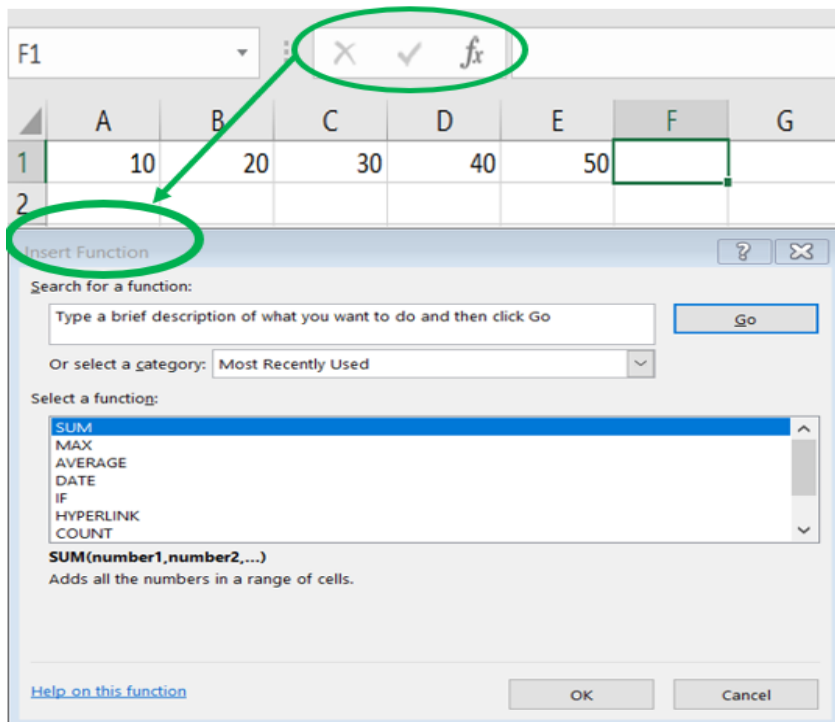 F1 fx
A B C D E F G
1 10 20 30 40 50
2
Insert Function
Search for a function:
Type a brief description of what you want to do and then click Go
Go
Or select a category: Most Recently Used
Select a function:
SUM
MAX
AVERAGE
DATE
IF
HYPERLINK
COUNT
SUM(number1,number2,...)
Adds all the numbers in a range of cells.
Help on this function
OK Cancel